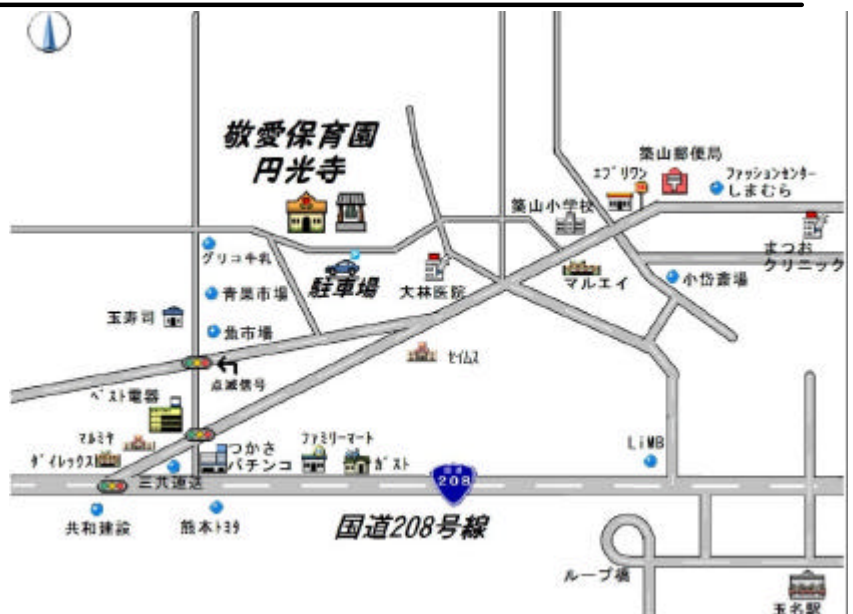 敬愛保育園
円光寺
築山郵便局
エブリワン
ファッションセンター
しまむら
築山小学校
まつお
クリニック
グリコ牛乳
駐車場
大林医院
マルエイ
小岱斎場
青果市場
玉寿司
魚市場
点滅信号
セイムス
ベスト電器
マルミヤ
ダイレックス
つかさ
パチンコ
ファミリーマート
ガスト
LiMB
三共運送
国道
208
共和建設
熊本トヨタ
国道208号線
ループ橋
玉名駅